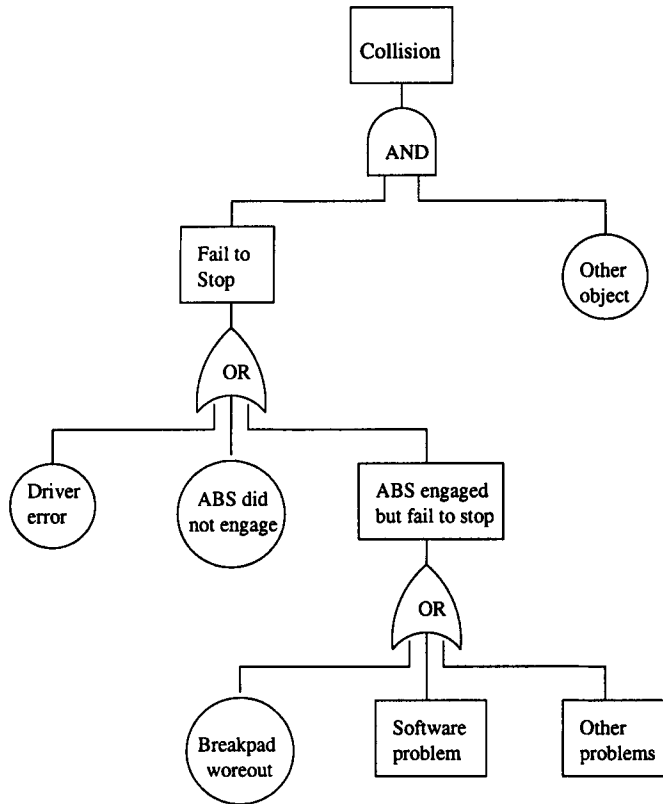 Collision
AND
Fail to
Stop
Other
object
OR
Driver
error
ABS did
not engage
ABS engaged
but fail to stop
OR
Breakpad
woreout
Software
problem
Other
problems